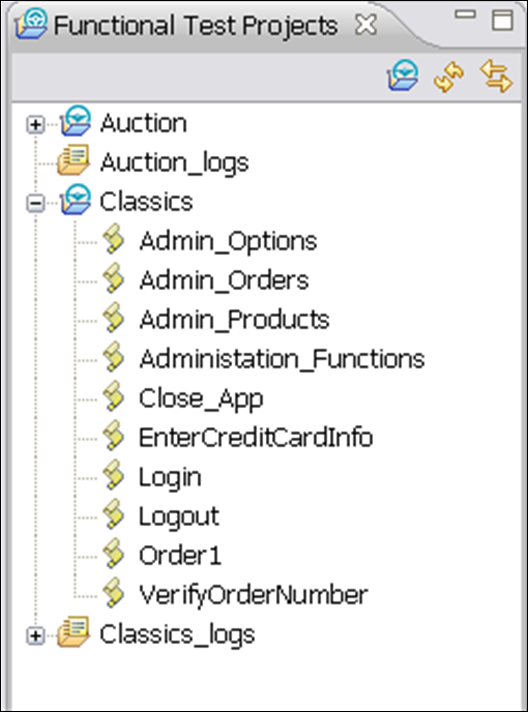 Functional Test Projects
Auction
Auction_logs
Classics
Admin_Options
Admin_Orders
Admin_Products
Administation_Functions
Close_App
EnterCreditCardInfo
Login
Logout
Order1
VerifyOrderNumber
Classics_logs